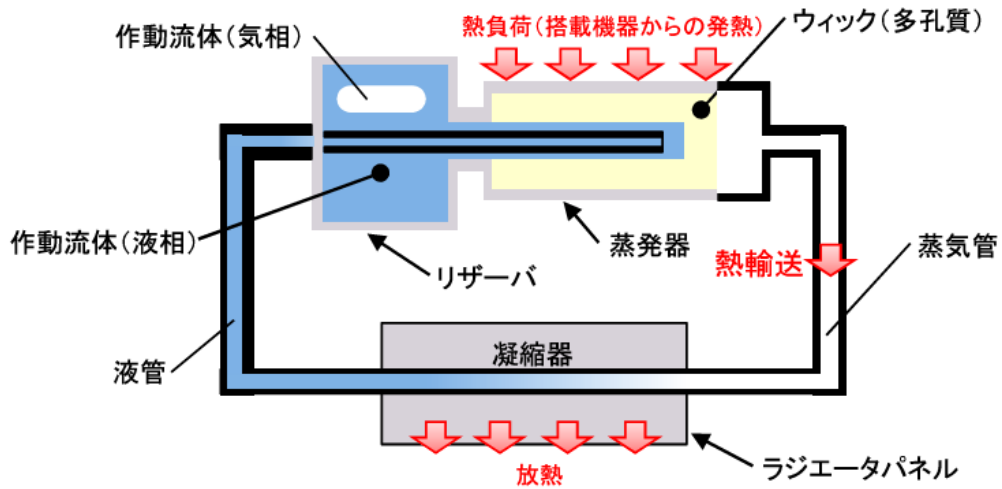 作動流体(気相)
熱負荷(搭載機器からの発熱)
ウィック(多孔質)
作動流体(液相)
リザーバ
蒸発器
熱輸送
蒸気管
液管
凝縮器
放熱
ラジエータパネル